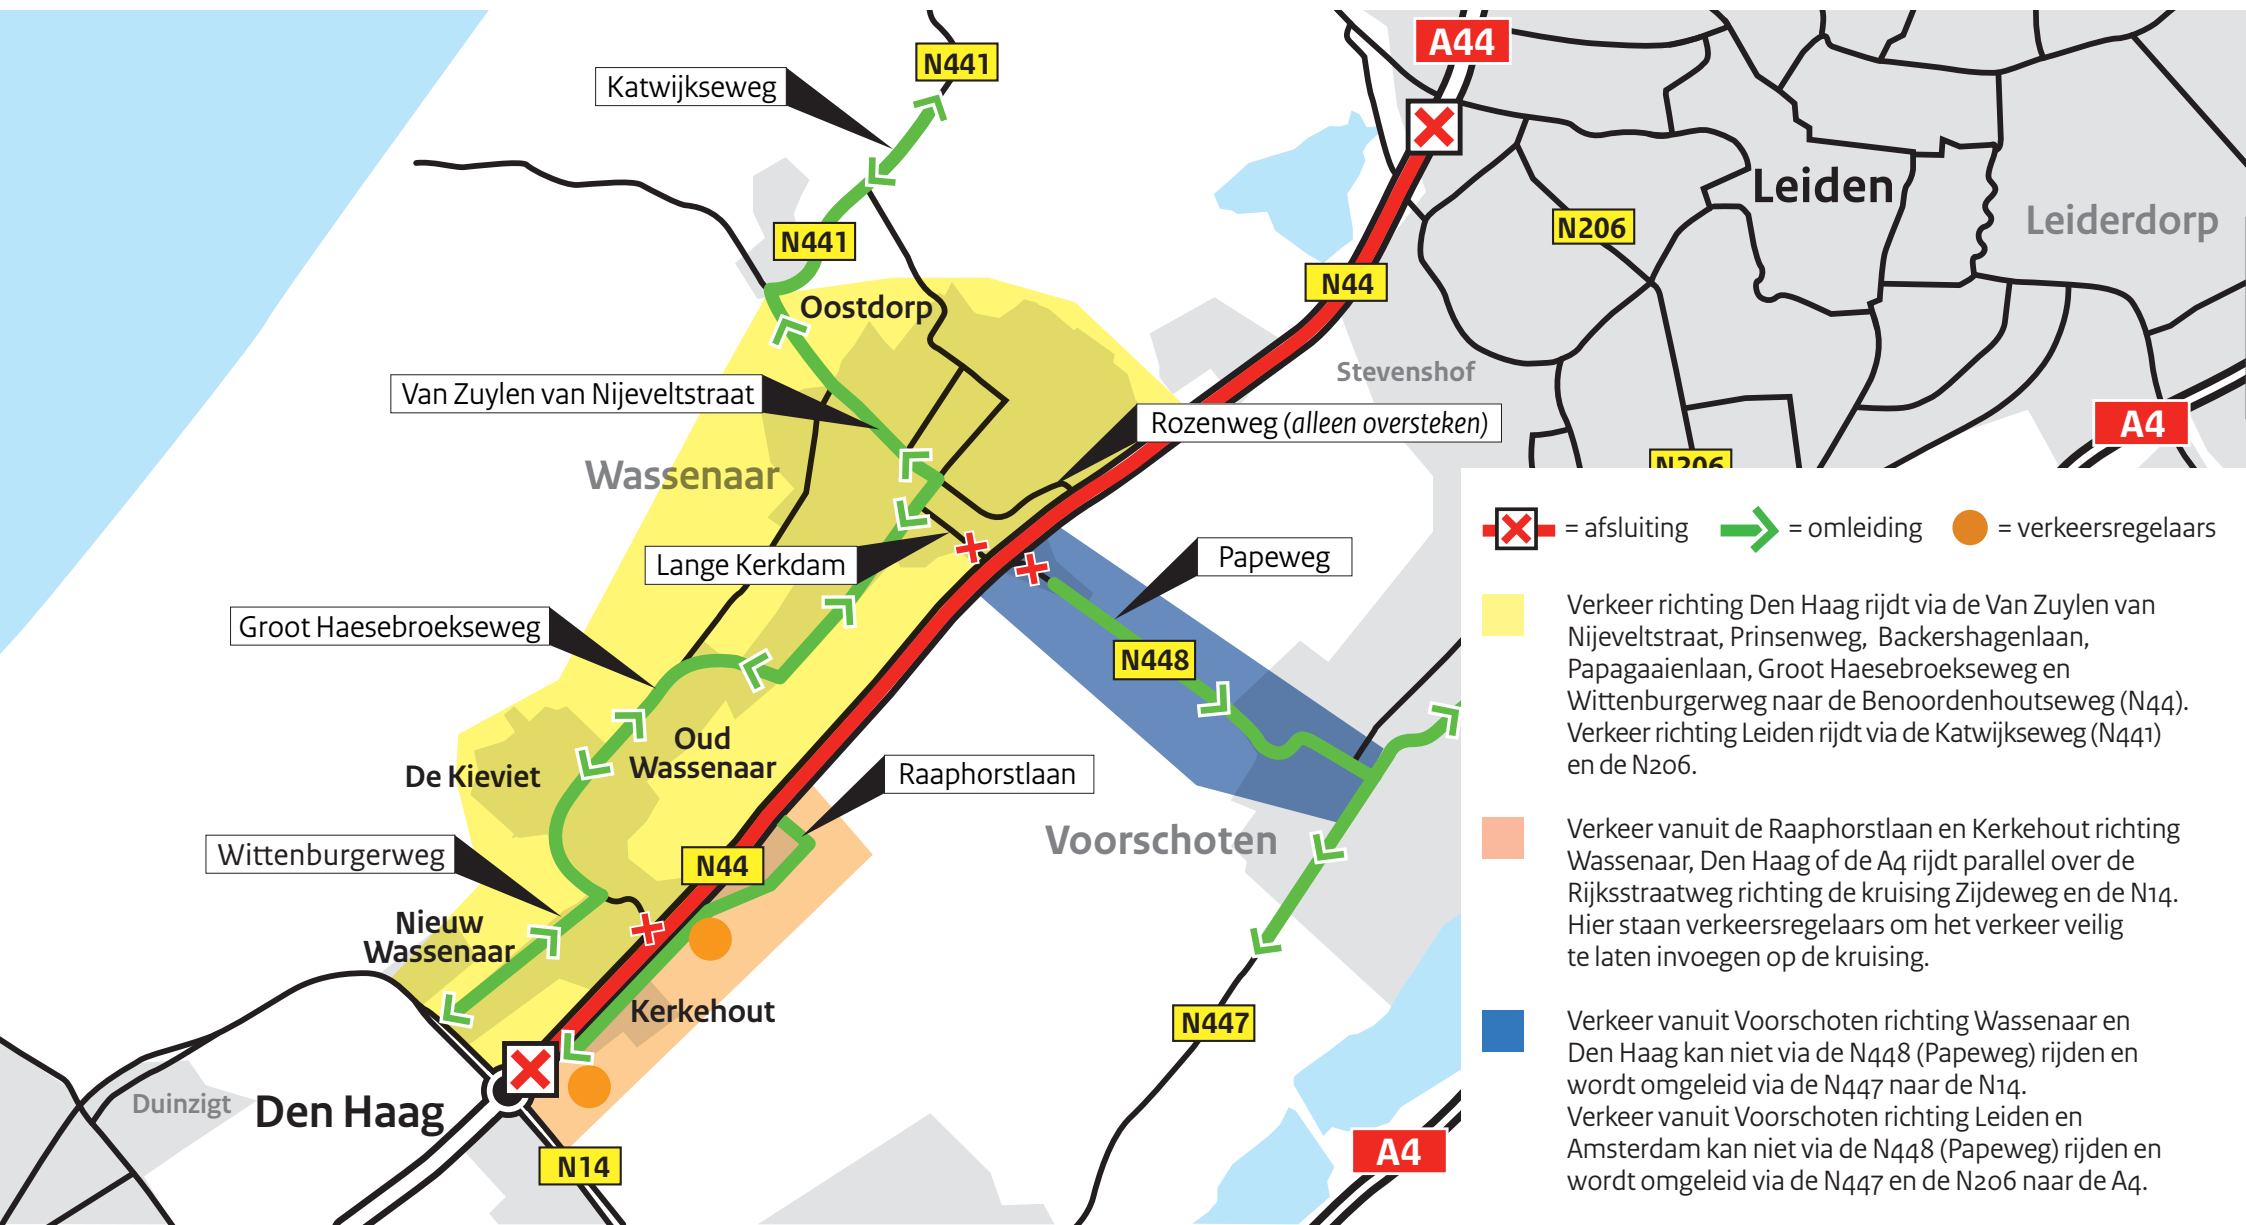 A44
N441
Katwijkseweg
Leiden
Leiderdorp
N206
N441
N44
Oostdorp
Stevenshof
Van Zuylen van Nijeveltstraat
Rozenweg (alleen oversteken)
A4
Wassenaar
N206
Lange Kerkdam
Papeweg
Groot Haesebroekseweg
N448
Oud
Wassenaar
De Kieviet
Raaphorstlaan
Voorschoten
Wittenburgerweg
N44
Nieuw
Wassenaar
Kerkehout
N447
Duinzigt
Den Haag
N14
A4
= afsluiting
= omleiding
= verkeersregelaars
Verkeer richting Den Haag rijdt via de Van Zuylen van
Nijeveltstraat, Prinsenweg, Backershagenlaan,
Papagaaienlaan, Groot Haesebroekseweg en
Wittenburgerweg naar de Benoordenhoutseweg (N44).
Verkeer richting Leiden rijdt via de Katwijkseweg (N441)
en de N206.
Verkeer vanuit de Raaphorstlaan en Kerkehout richting
Wassenaar, Den Haag of de A4 rijdt parallel over de
Rijksstraatweg richting de kruising Zijdeweg en de N14.
Hier staan verkeersregelaars om het verkeer veilig
te laten invoegen op de kruising.
Verkeer vanuit Voorschoten richting Wassenaar en
Den Haag kan niet via de N448 (Papeweg) rijden en
wordt omgeleid via de N447 naar de N14.
Verkeer vanuit Voorschoten richting Leiden en
Amsterdam kan niet via de N448 (Papeweg) rijden en
wordt omgeleid via de N447 en de N206 naar de A4.